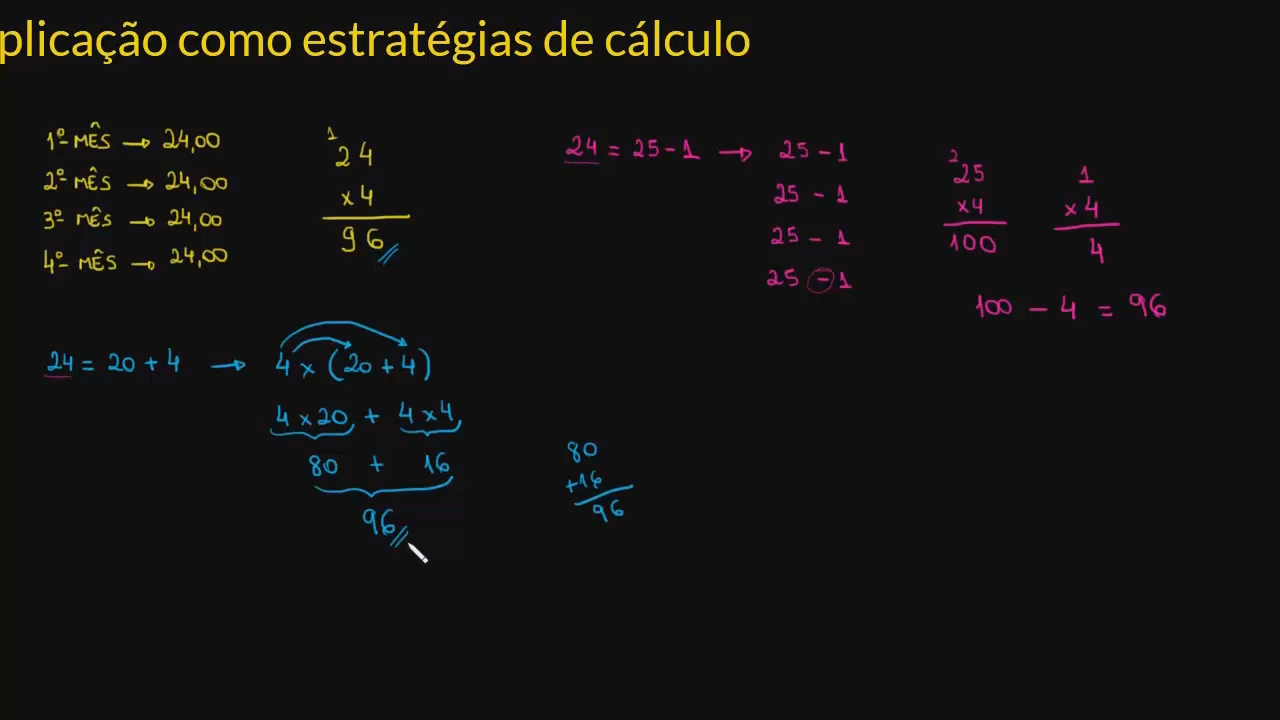 plicação como estratégias de cálculo
1º MÊS → 24,00
2º MÊS → 24,00
3º MÊS → 24,00
4º MÊS → 24,00
1
24
x4
96
24 = 25-1 → 25-1
25 - 1
25 - 1
25 - 1
2
25
x4
100
1
x4
4
100 - 4 = 96
24 = 20 + 4 → 4 x (20 + 4)
4 x 20 + 4 x 4
80 + 16
96
80
+16
96